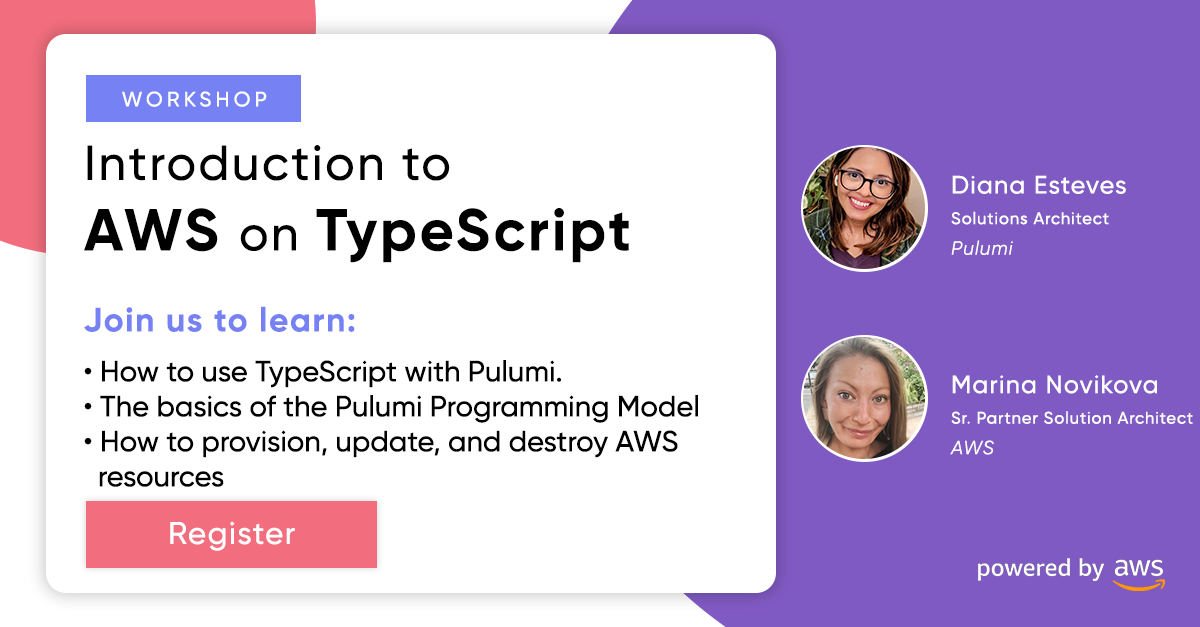 WORKSHOP
Introduction to
AWS on TypeScript
Join us to learn:
• How to use TypeScript with Pulumi.
• The basics of the Pulumi Programming Model
• How to provision, update, and destroy AWS
resources
Register
Diana Esteves
Solutions Architect
Pulumi
Marina Novikova
Sr. Partner Solution Architect
AWS
powered by aws